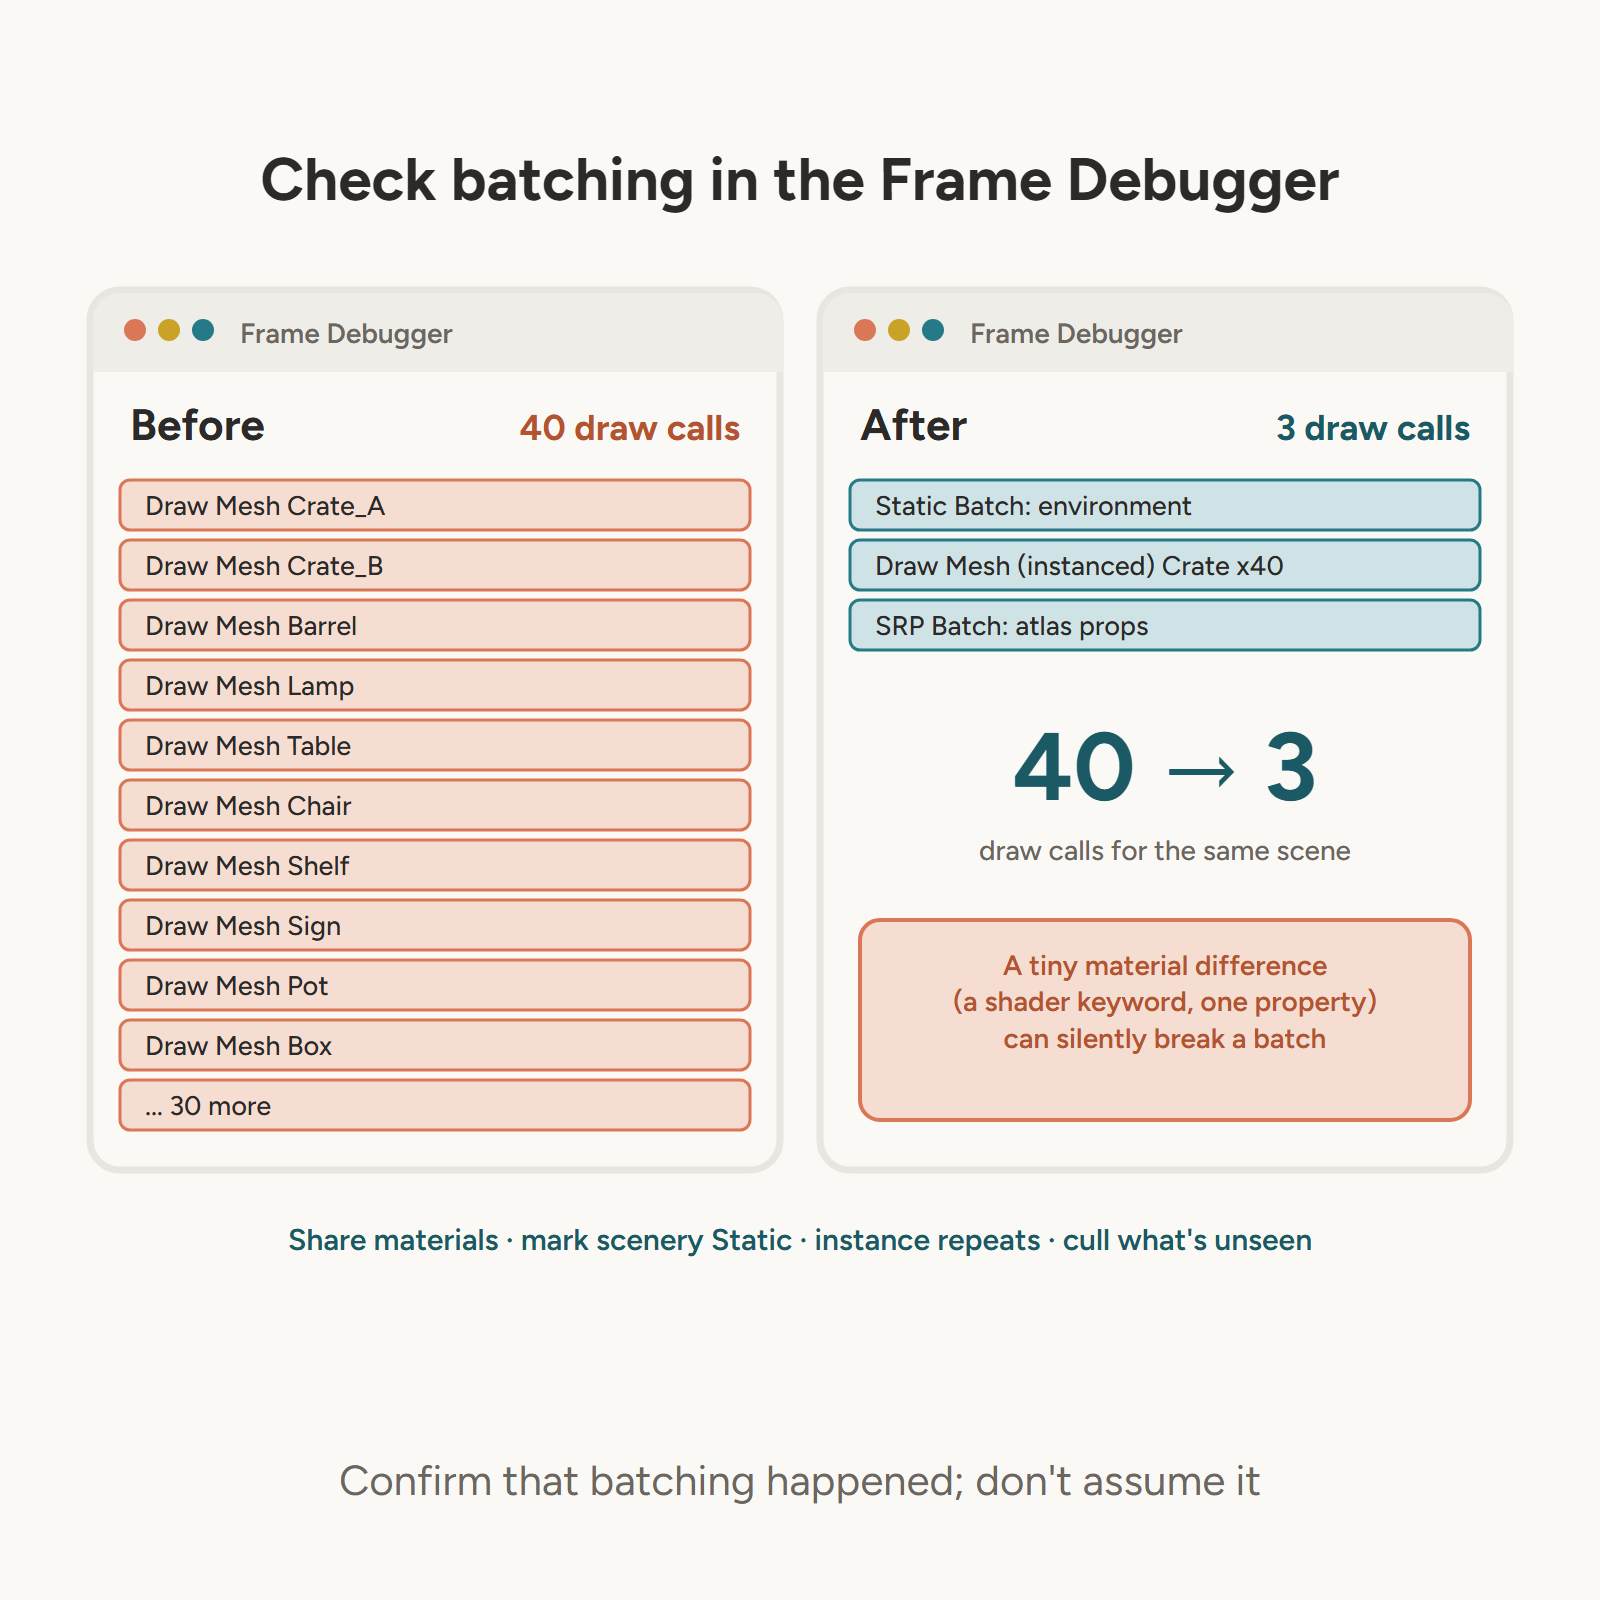 Check batching in the Frame Debugger
Frame Debugger
Before
40 draw calls
Draw Mesh Crate_A
Draw Mesh Crate_B
Draw Mesh Barrel
Draw Mesh Lamp
Draw Mesh Table
Draw Mesh Chair
Draw Mesh Shelf
Draw Mesh Sign
Draw Mesh Pot
Draw Mesh Box
... 30 more
Frame Debugger
After
3 draw calls
Static Batch: environment
Draw Mesh (instanced) Crate x40
SRP Batch: atlas props
40 → 3
draw calls for the same scene
A tiny material difference
(a shader keyword, one property)
can silently break a batch
Share materials · mark scenery Static · instance repeats · cull what's unseen
Confirm that batching happened; don't assume it